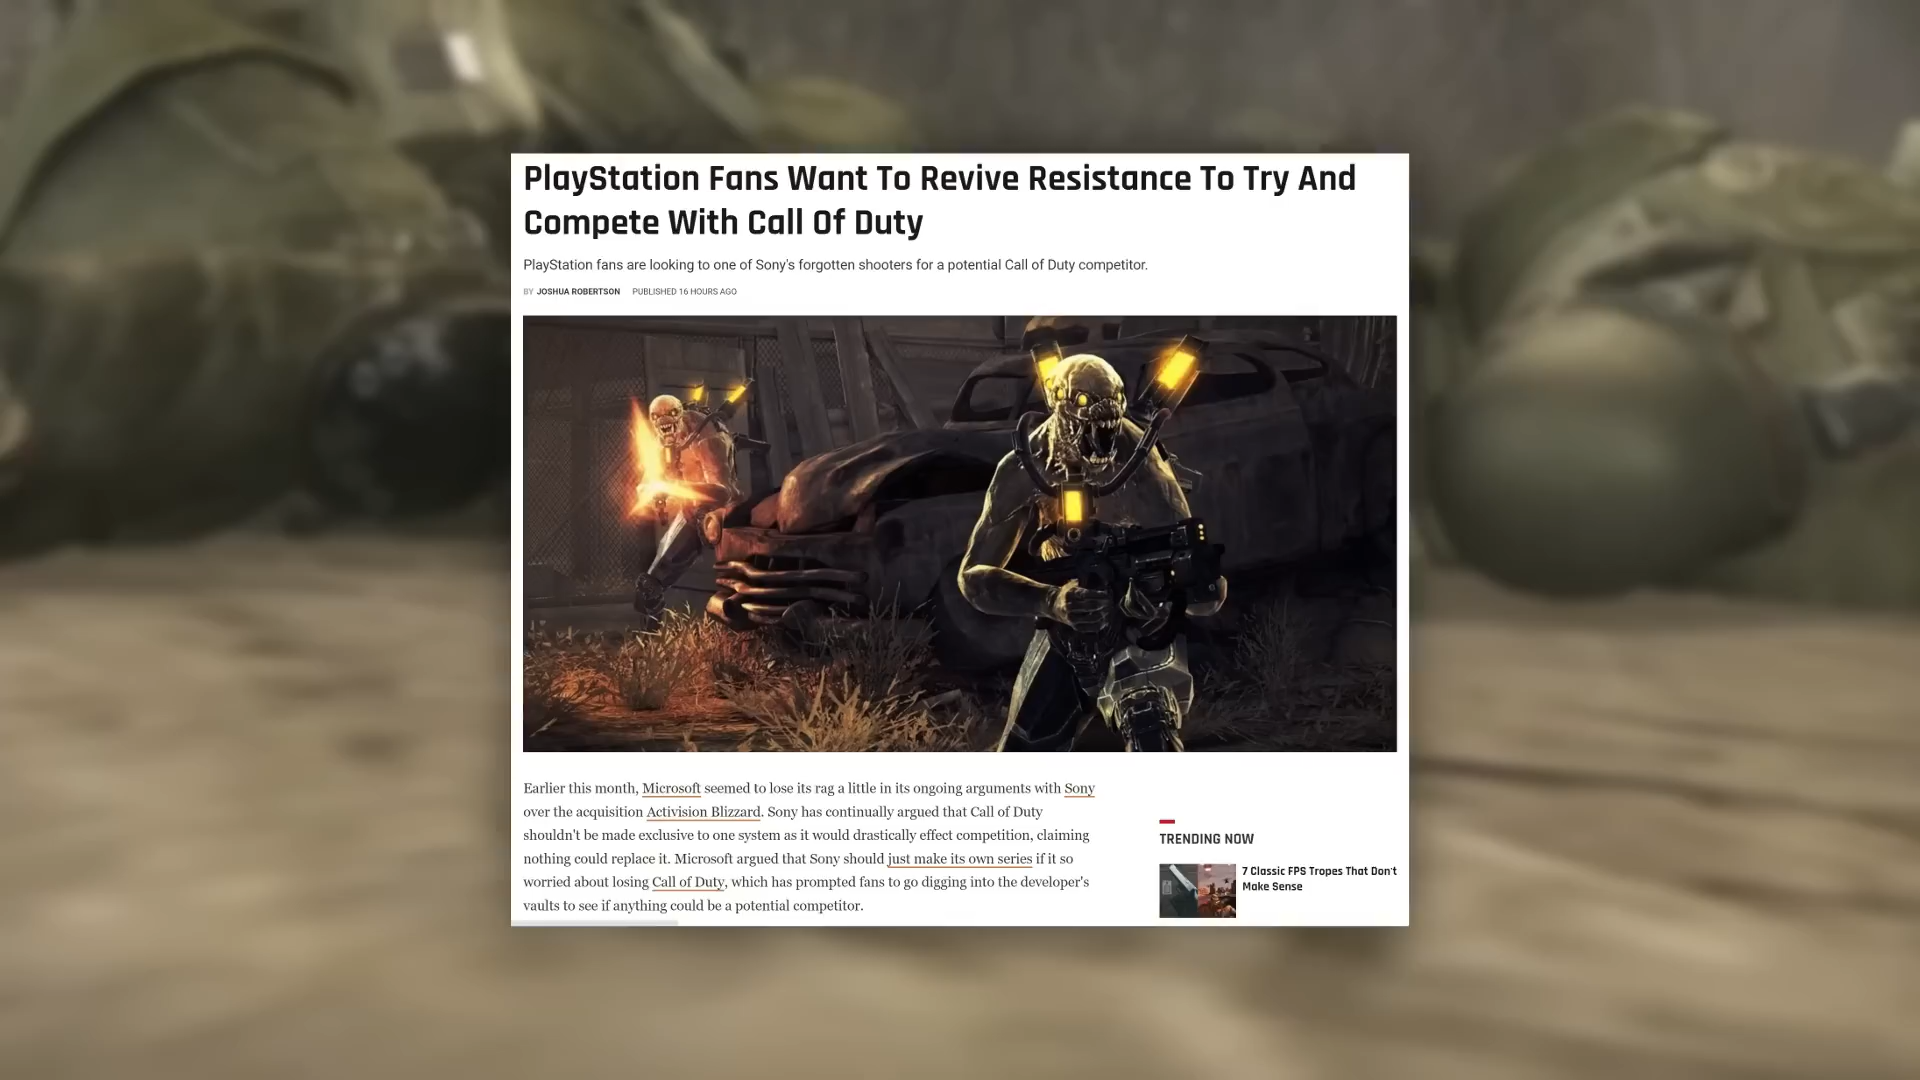 PlayStation Fans Want To Revive Resistance To Try And
Compete With Call Of Duty
PlayStation fans are looking to one of Sony's forgotten shooters for a potential Call of Duty competitor.
BY JOSHUA ROBERTSON PUBLISHED 16 HOURS AGO
Earlier this month, Microsoft seemed to lose its rag a little in its ongoing arguments with Sony
over the acquisition Activision Blizzard. Sony has continually argued that Call of Duty
shouldn't be made exclusive to one system as it would drastically effect competition, claiming
nothing could replace it. Microsoft argued that Sony should just make its own series if it so
worried about losing Call of Duty, which has prompted fans to go digging into the developer's
vaults to see if anything could be a potential competitor.
TRENDING NOW
7 Classic FPS Tropes That Don't
Make Sense